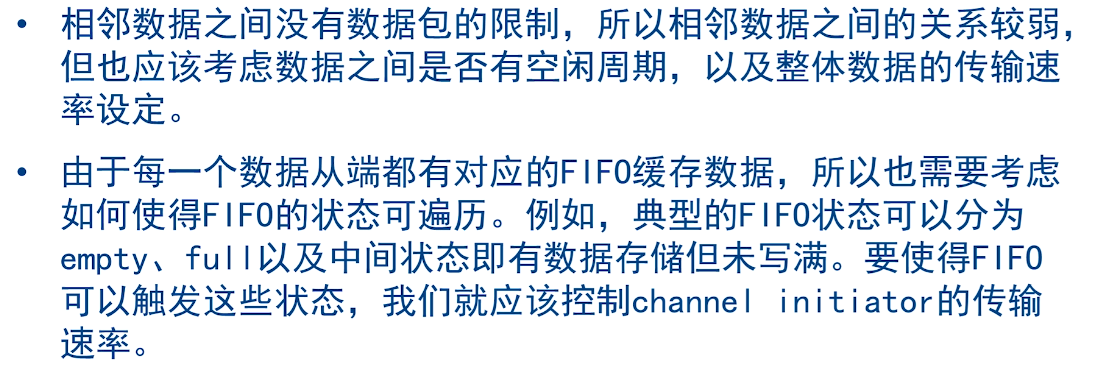 • 相邻数据之间没有数据包的限制，所以相邻数据之间的关系较弱，
但也应该考虑数据之间是否有空闲周期，以及整体数据的传输速
率设定。
• 由于每一个数据从端都有对应的FIFO缓存数据，所以也需要考虑
如何使得FIFO的状态可遍历。例如，典型的FIFO状态可以分为
empty、full以及中间状态即有数据存储但未写满。要使得FIFO
可以触发这些状态，我们就应该控制channel initiator的传输
速率。